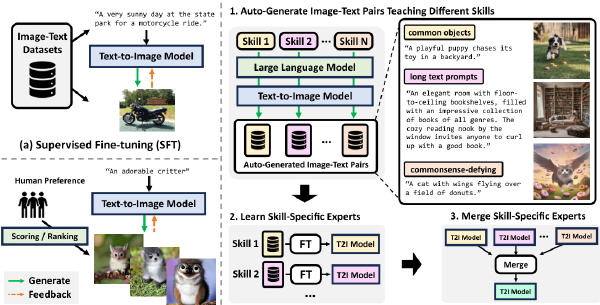 Image-Text
Datasets
"A very sunny day at the state
park for a motorcycle ride."
Text-to-Image Model
(a) Supervised Fine-tuning (SFT)
Human Preference
"An adorable critter"
Text-to-Image Model
Scoring / Ranking
Generate
Feedback
1. Auto-Generate Image-Text Pairs Teaching Different Skills
Skill 1
Skill 2
...
Skill N
Large Language Model
Text-to-Image Model
...
Auto-Generated Image-Text Pairs
common objects
"A playful puppy chases its
toy in a backyard."
long text prompts
"An elegant room with floor-
to-ceiling bookshelves, filled
with an impressive collection
of books of all genres. The
cozy reading nook by the
window invites anyone to curl
up with a good book."
commonsense-defying
"A cat with wings flying over
a field of donuts."
2. Learn Skill-Specific Experts
Skill 1
FT
T2I Model
Skill 2
FT
T2I Model
...
3. Merge Skill-Specific Experts
T2I Model
T2I Model
...
T2I Model
Merge
T2I Model